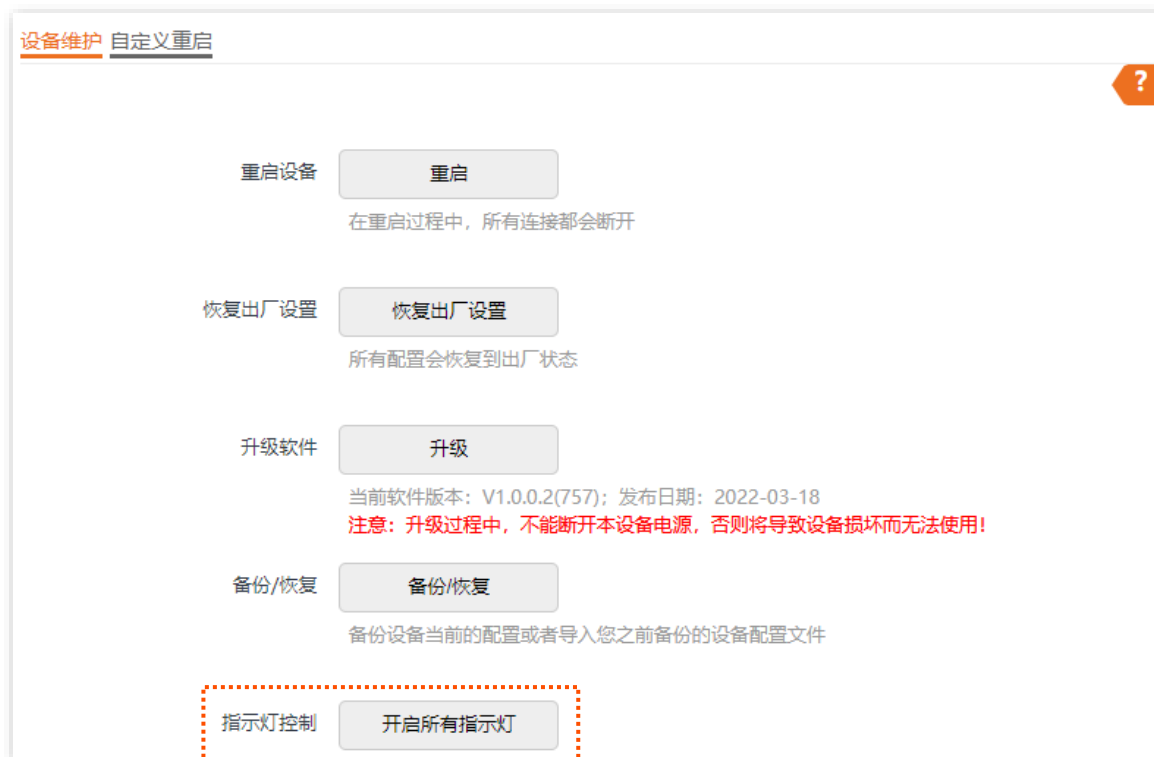 设备维护 自定义重启
?
重启设备 重启
在重启过程中，所有连接都会断开
恢复出厂设置 恢复出厂设置
所有配置会恢复到出厂状态
升级软件 升级
当前软件版本：V1.0.0.2(757)；发布日期：2022-03-18
注意：升级过程中，不能断开本设备电源，否则将导致设备损坏而无法使用！
备份/恢复 备份/恢复
备份设备当前的配置或者导入您之前备份的设备配置文件
指示灯控制 开启所有指示灯